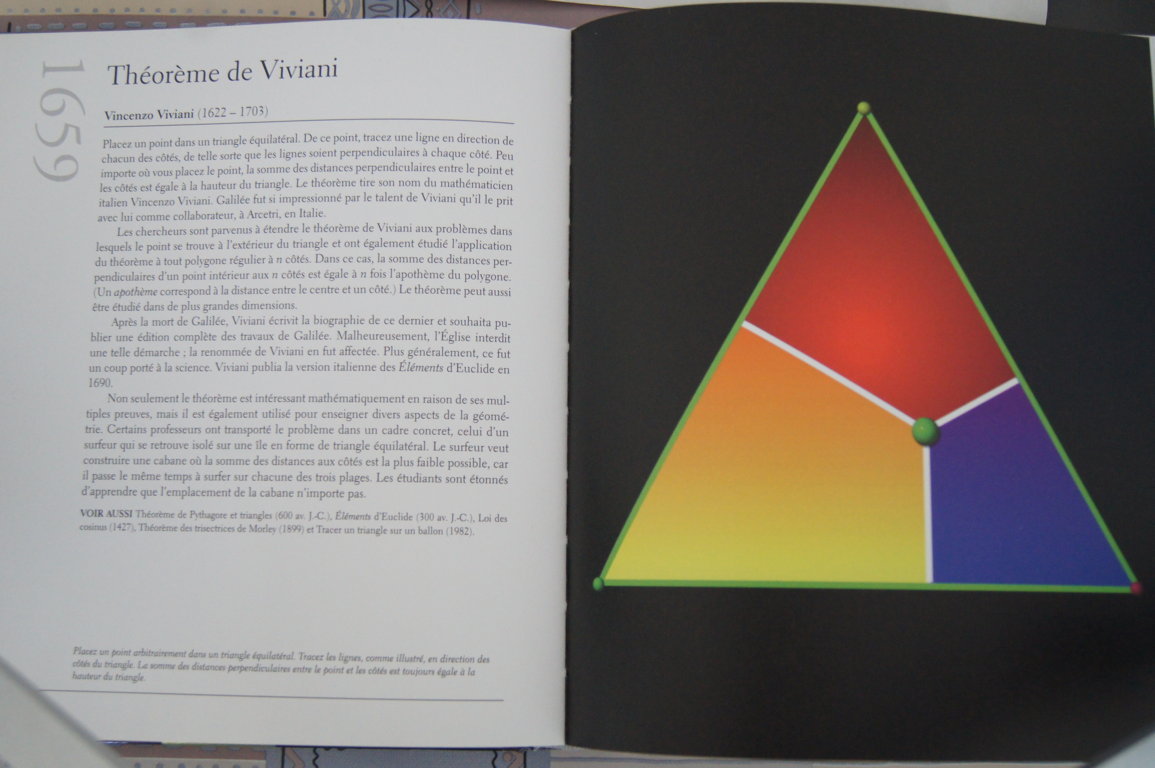 1659
Théorème de Viviani
Vincenzo Viviani (1622 – 1703)
Placez un point dans un triangle équilatéral. De ce point, tracez une ligne en direction de
chacun des côtés, de telle sorte que les lignes soient perpendiculaires à chaque côté. Peu
importe où vous placez le point, la somme des distances perpendiculaires entre le point et
les côtés est égale à la hauteur du triangle. Le théorème tire son nom du mathématicien
italien Vincenzo Viviani. Galilée fut si impressionné par le talent de Viviani qu'il le prit
avec lui comme collaborateur, à Arcetri, en Italie.
Les chercheurs sont parvenus à étendre le théorème de Viviani aux problèmes dans
lesquels le point se trouve à l'extérieur du triangle et ont également étudié l'application
du théorème à tout polygone régulier à n côtés. Dans ce cas, la somme des distances per-
pendiculaires d'un point intérieur aux n côtés est égale à n fois l'apothème du polygone.
(Un apothème correspond à la distance entre le centre et un côté.) Le théorème peut aussi
être étudié dans de plus grandes dimensions.
Après la mort de Galilée, Viviani écrivit la biographie de ce dernier et souhaita pu-
blier une édition complète des travaux de Galilée. Malheureusement, l'Église interdit
une telle démarche ; la renommée de Viviani en fut affectée. Plus généralement, ce fut
un coup porté à la science. Viviani publia la version italienne des Éléments d'Euclide en
1690.
Non seulement le théorème est intéressant mathématiquement en raison de ses mul-
tiples preuves, mais il est également utilisé pour enseigner divers aspects de la géomé-
trie. Certains professeurs ont transporté le problème dans un cadre concret, celui d'un
surfeur qui se retrouve isolé sur une île en forme de triangle équilatéral. Le surfeur veut
construire une cabane où la somme des distances aux côtés est la plus faible possible, car
il passe le même temps à surfer sur chacune des trois plages. Les étudiants sont étonnés
d'apprendre que l'emplacement de la cabane n'importe pas.
VOIR AUSSI Théorème de Pythagore et triangles (600 av. J.-C.), Éléments d'Euclide (300 av. J.-C.), Loi des
cosinus (1427), Théorème des trisectrices de Morley (1899) et Tracer un triangle sur un ballon (1982).
Placez un point arbitrairement dans un triangle équilatéral. Tracez les lignes, comme illustré, en direction des
côtés du triangle. La somme des distances perpendiculaires entre le point et les côtés est toujours égale à la
hauteur du triangle.